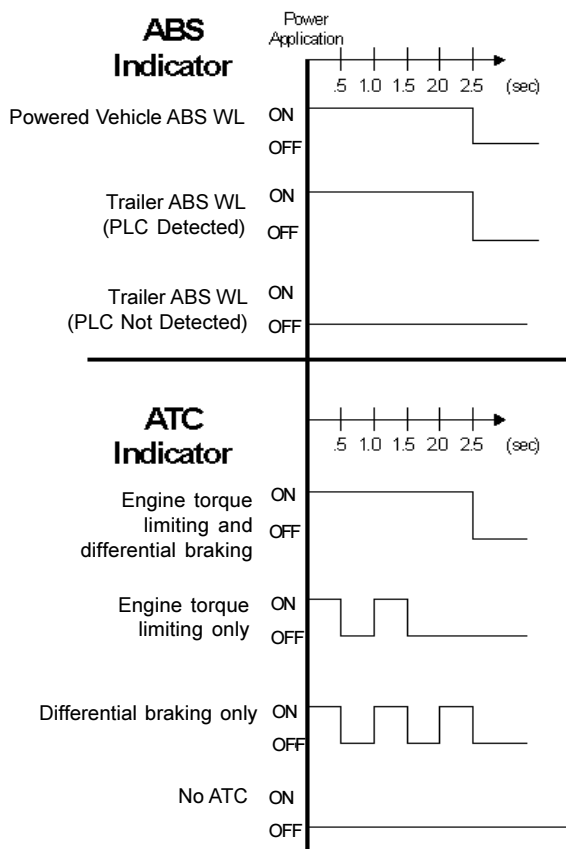 ABS
Indicator
Power
Application
.5 1.0 1.5 2.0 2.5 (sec)
Powered Vehicle ABS WL
ON
OFF
Trailer ABS WL
(PLC Detected)
ON
OFF
Trailer ABS WL
(PLC Not Detected)
ON
OFF
ATC
Indicator
.5 1.0 1.5 2.0 2.5 (sec)
Engine torque
limiting and
differential braking
ON
OFF
Engine torque
limiting only
ON
OFF
Differential braking only
ON
OFF
No ATC
ON
OFF